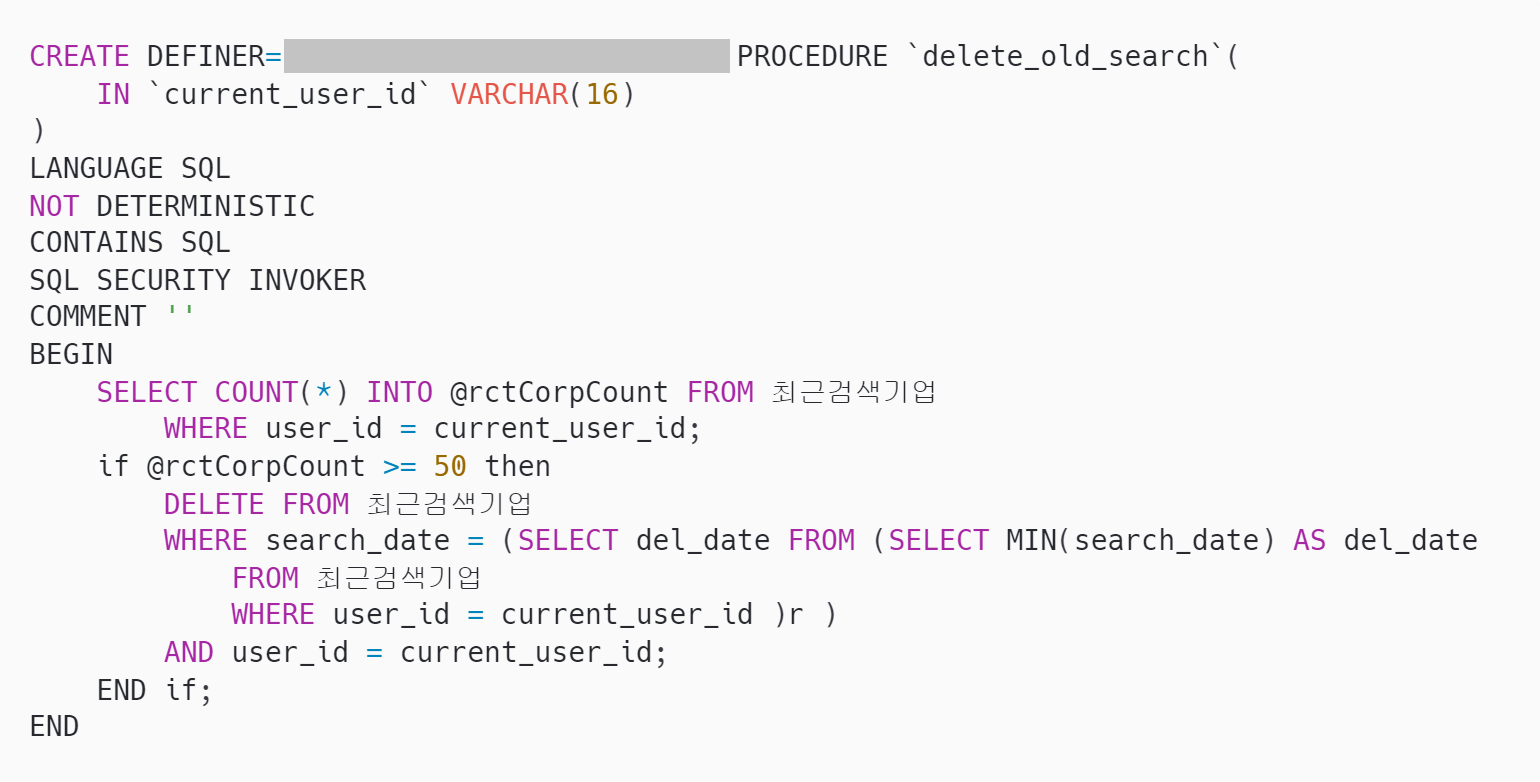 CREATE DEFINER= PROCEDURE `delete_old_search`(
    IN `current_user_id` VARCHAR(16)
)
LANGUAGE SQL
NOT DETERMINISTIC
CONTAINS SQL
SQL SECURITY INVOKER
COMMENT ''
BEGIN
    SELECT COUNT(*) INTO @rctCorpCount FROM 최근검색기업
        WHERE user_id = current_user_id;
    if @rctCorpCount >= 50 then
        DELETE FROM 최근검색기업
        WHERE search_date = (SELECT del_date FROM (SELECT MIN(search_date) AS del_date
            FROM 최근검색기업
            WHERE user_id = current_user_id )r )
        AND user_id = current_user_id;
    END if;
END